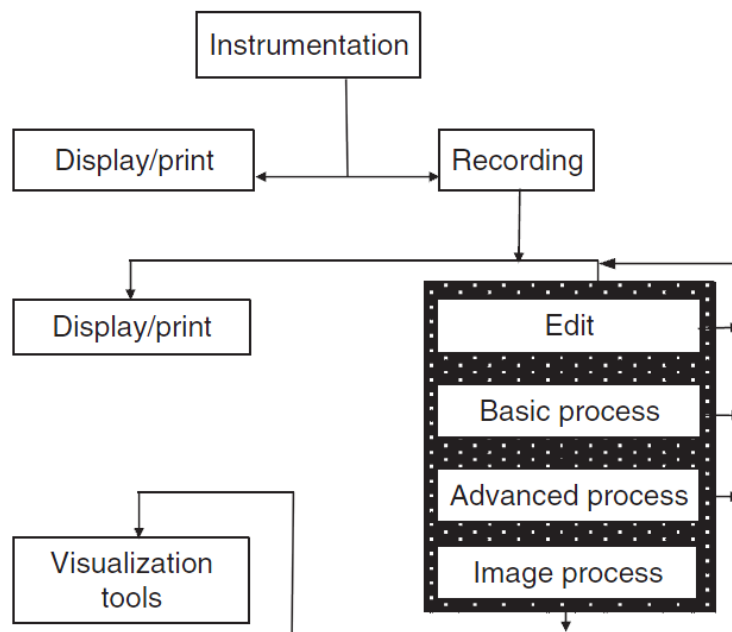 Instrumentation
Display/print
Recording
Display/print
Edit
Basic process
Advanced process
Image process
Visualization
tools